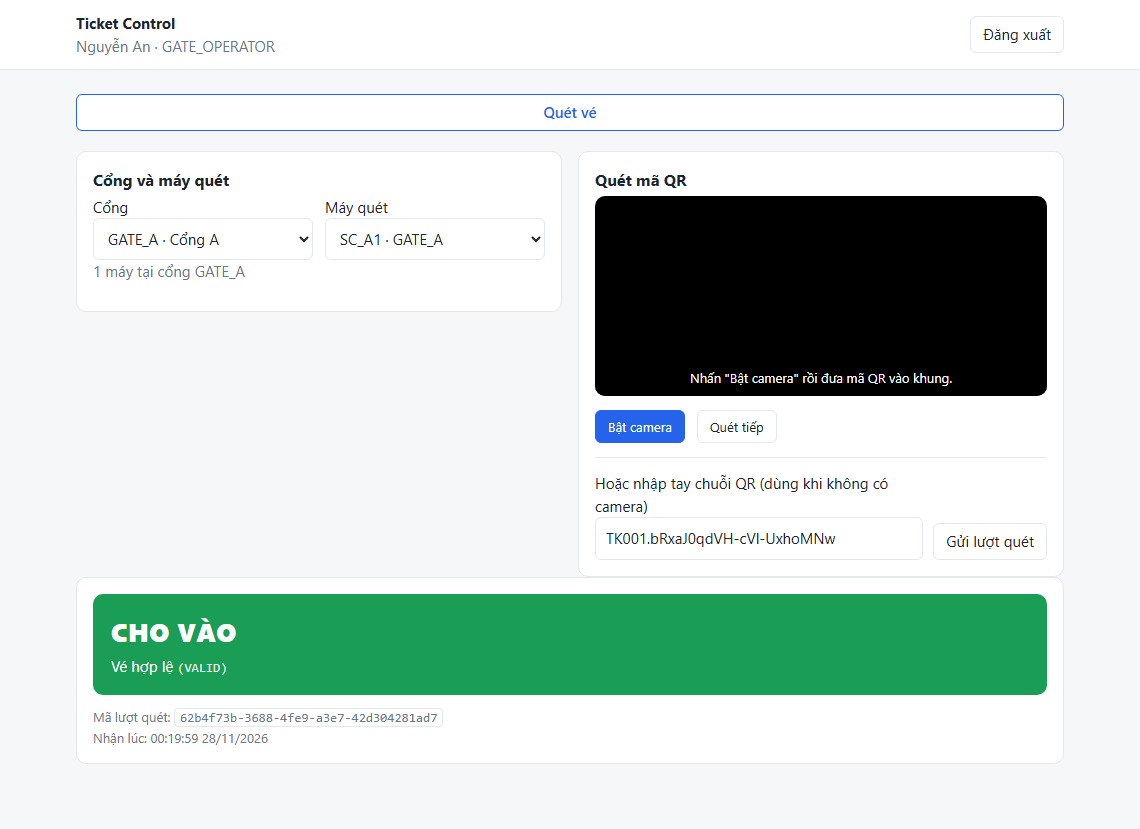 Ticket Control
Nguyễn An · GATE_OPERATOR
Đăng xuất
Quét vé
Cổng và máy quét
Cổng
Máy quét
GATE_A · Cổng A
SC_A1 · GATE_A
1 máy tại cổng GATE_A
Quét mã QR
Nhấn "Bật camera" rồi đưa mã QR vào khung.
Bật camera
Quét tiếp
Hoặc nhập tay chuỗi QR (dùng khi không có
camera)
TK001.bRxaJ0qdVH-cVI-UxhoMNw
Gửi lượt quét
CHO VÀO
Vé hợp lệ (VALID)
Mã lượt quét: 62b4f73b-3688-4fe9-a3e7-42d304281ad7
Nhận lúc: 00:19:59 28/11/2026